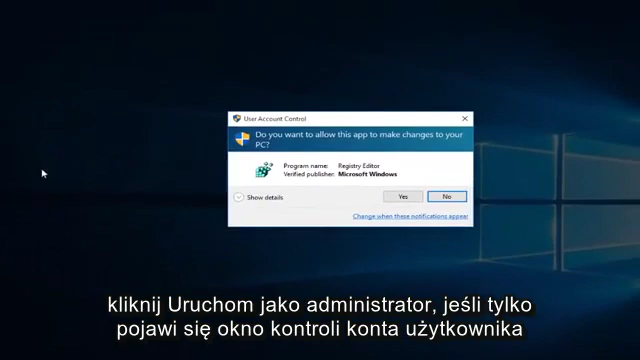 User Account Control
Do you want to allow this app to make changes to your
PC?
Program name: Registry Editor
Verified publisher: Microsoft Windows
Show details
Yes
No
Change when these notifications appear
kliknij Uruchom jako administrator, jeśli tylko
pojawi się okno kontroli konta użytkownika